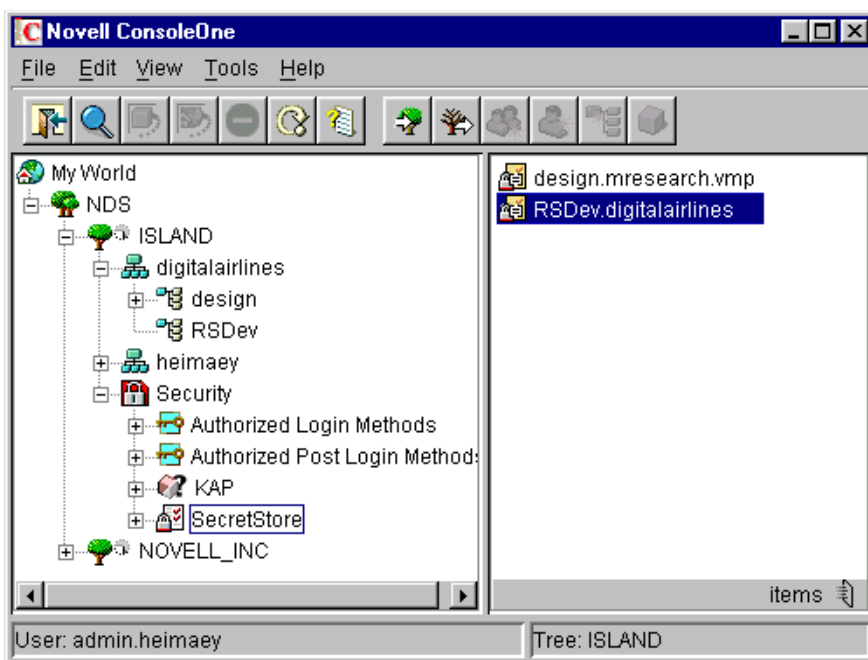 Novell ConsoleOne
File Edit View Tools Help
My World
NDS
ISLAND
digitalairlines
design
RSDev
heimaey
Security
Authorized Login Methods
Authorized Post Login Method
KAP
SecretStore
NOVELL_INC
design.mresearch.vmp
RSDev.digitalairlines
items
User: admin.heimaey
Tree: ISLAND